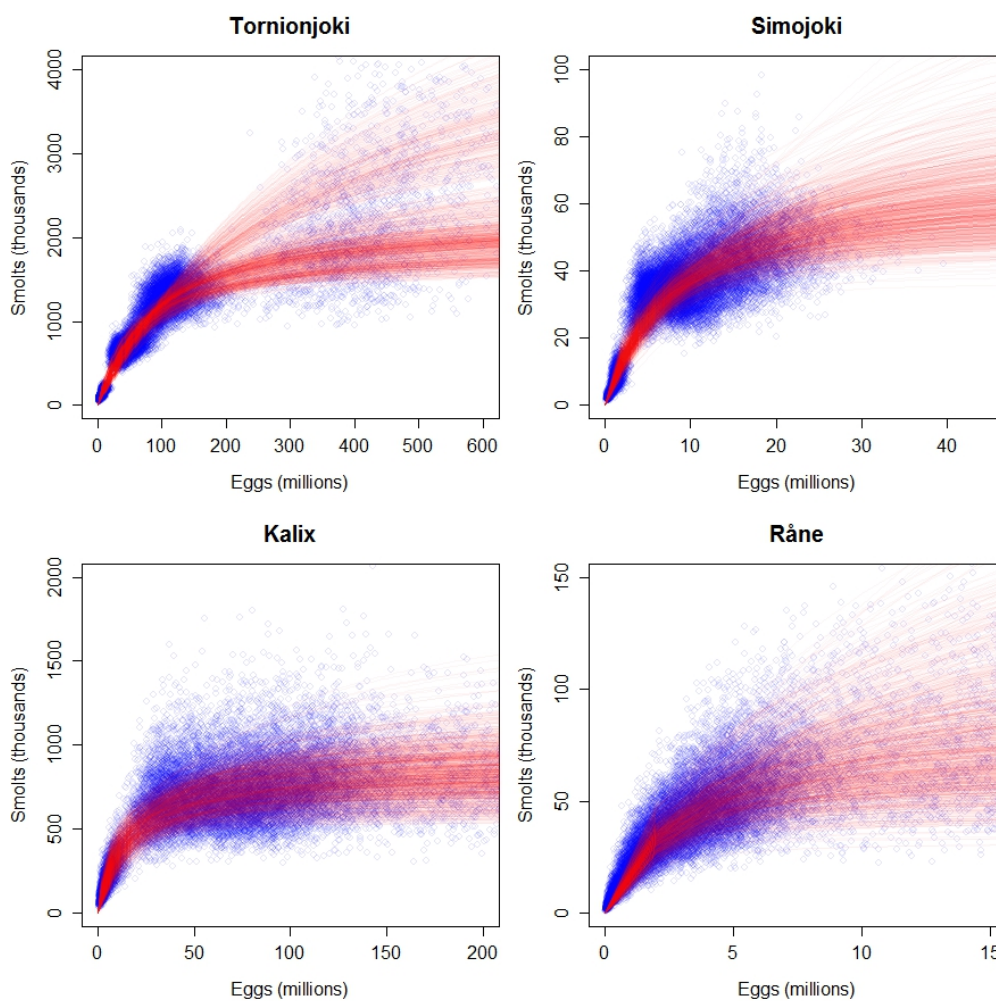 Tornionjoki
Smolts (thousands)
4000
3000
2000
1000
0
0 100 200 300 400 500 600
Eggs (millions)
Simojoki
Smolts (thousands)
100
80
60
40
20
0
0 10 20 30 40
Eggs (millions)
Kalix
Smolts (thousands)
2000
1500
1000
500
0
0 50 100 150 200
Eggs (millions)
Råne
Smolts (thousands)
150
100
50
0
0 5 10 15
Eggs (millions)